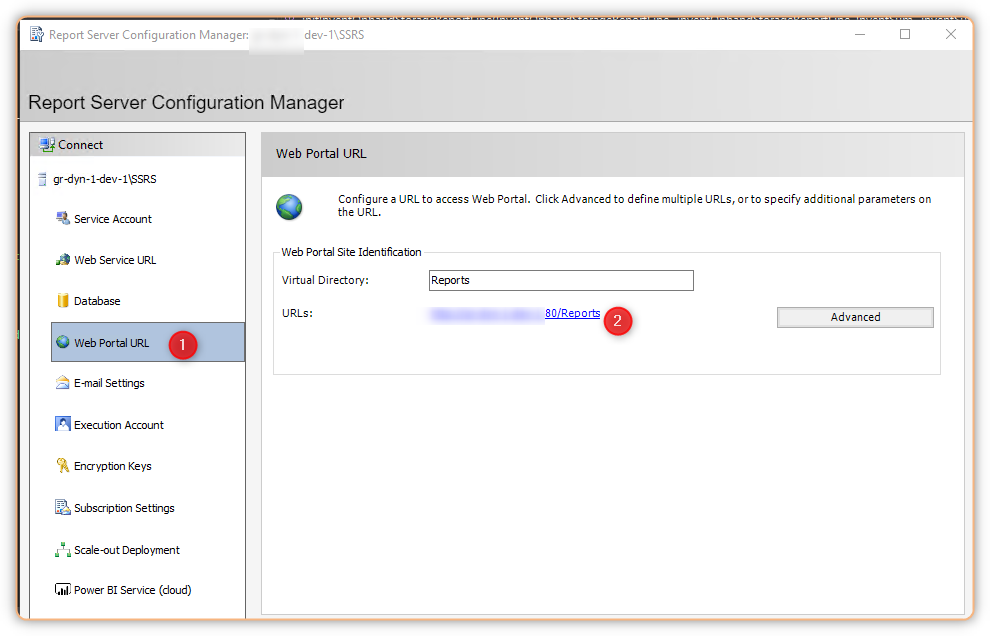 Report Server Configuration Manager: dev-1\SSRS
Report Server Configuration Manager
Connect
gr-dyn-1-dev-1\SSRS
Service Account
Web Service URL
Database
Web Portal URL
1
E-mail Settings
Execution Account
Encryption Keys
Subscription Settings
Scale-out Deployment
Power BI Service (cloud)
Web Portal URL
Configure a URL to access Web Portal. Click Advanced to define multiple URLs, or to specify additional parameters on
the URL.
Web Portal Site Identification
Virtual Directory:
Reports
URLs:
80/Reports
2
Advanced